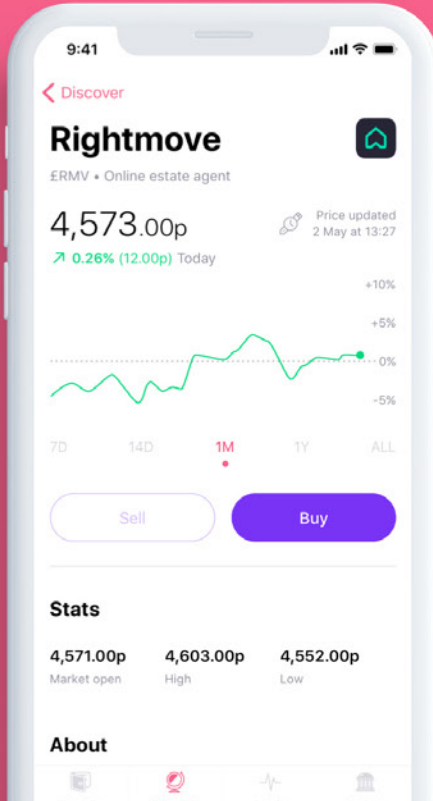 9:41
Discover
Rightmove
£RMV • Online estate agent
4,573.00p
Price updated
2 May at 13:27
0.26% (12.00p) Today
+10%
+5%
0%
-5%
7D 14D 1M 1Y ALL
Sell Buy
Stats
4,571.00p 4,603.00p 4,552.00p
Market open High Low
About